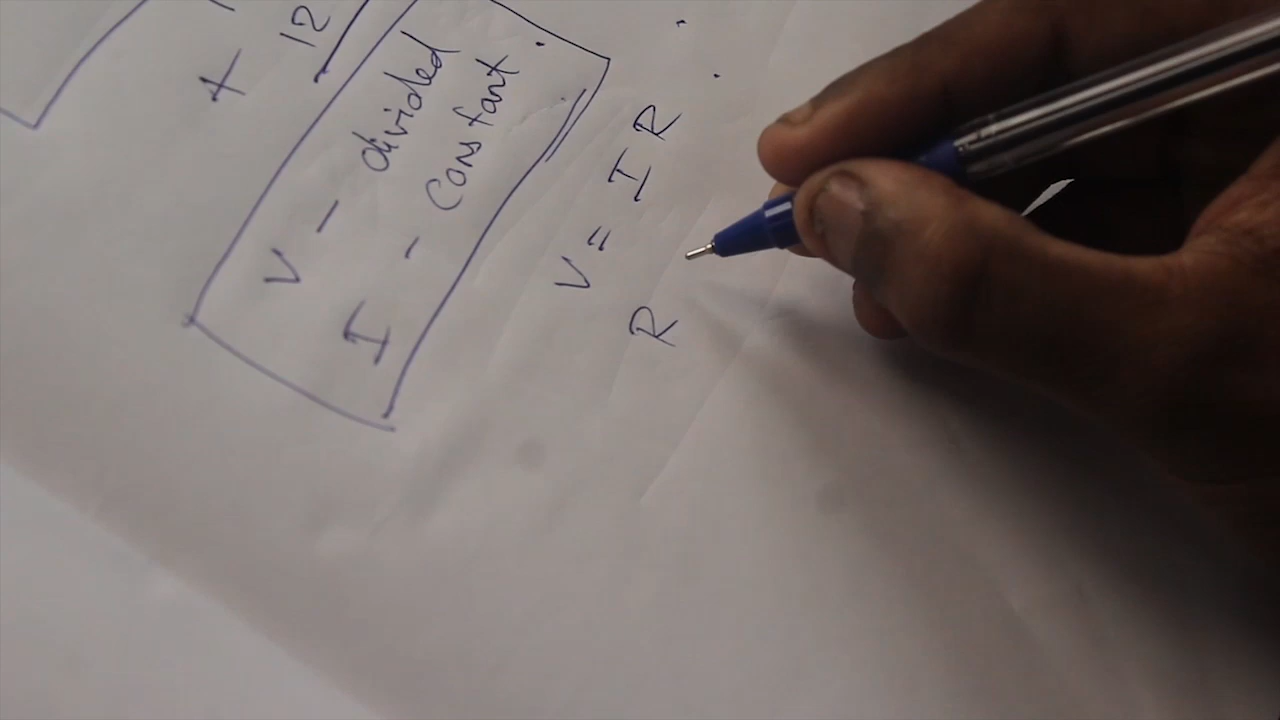 + 12
V - divided
I - constant.
V = IR
R